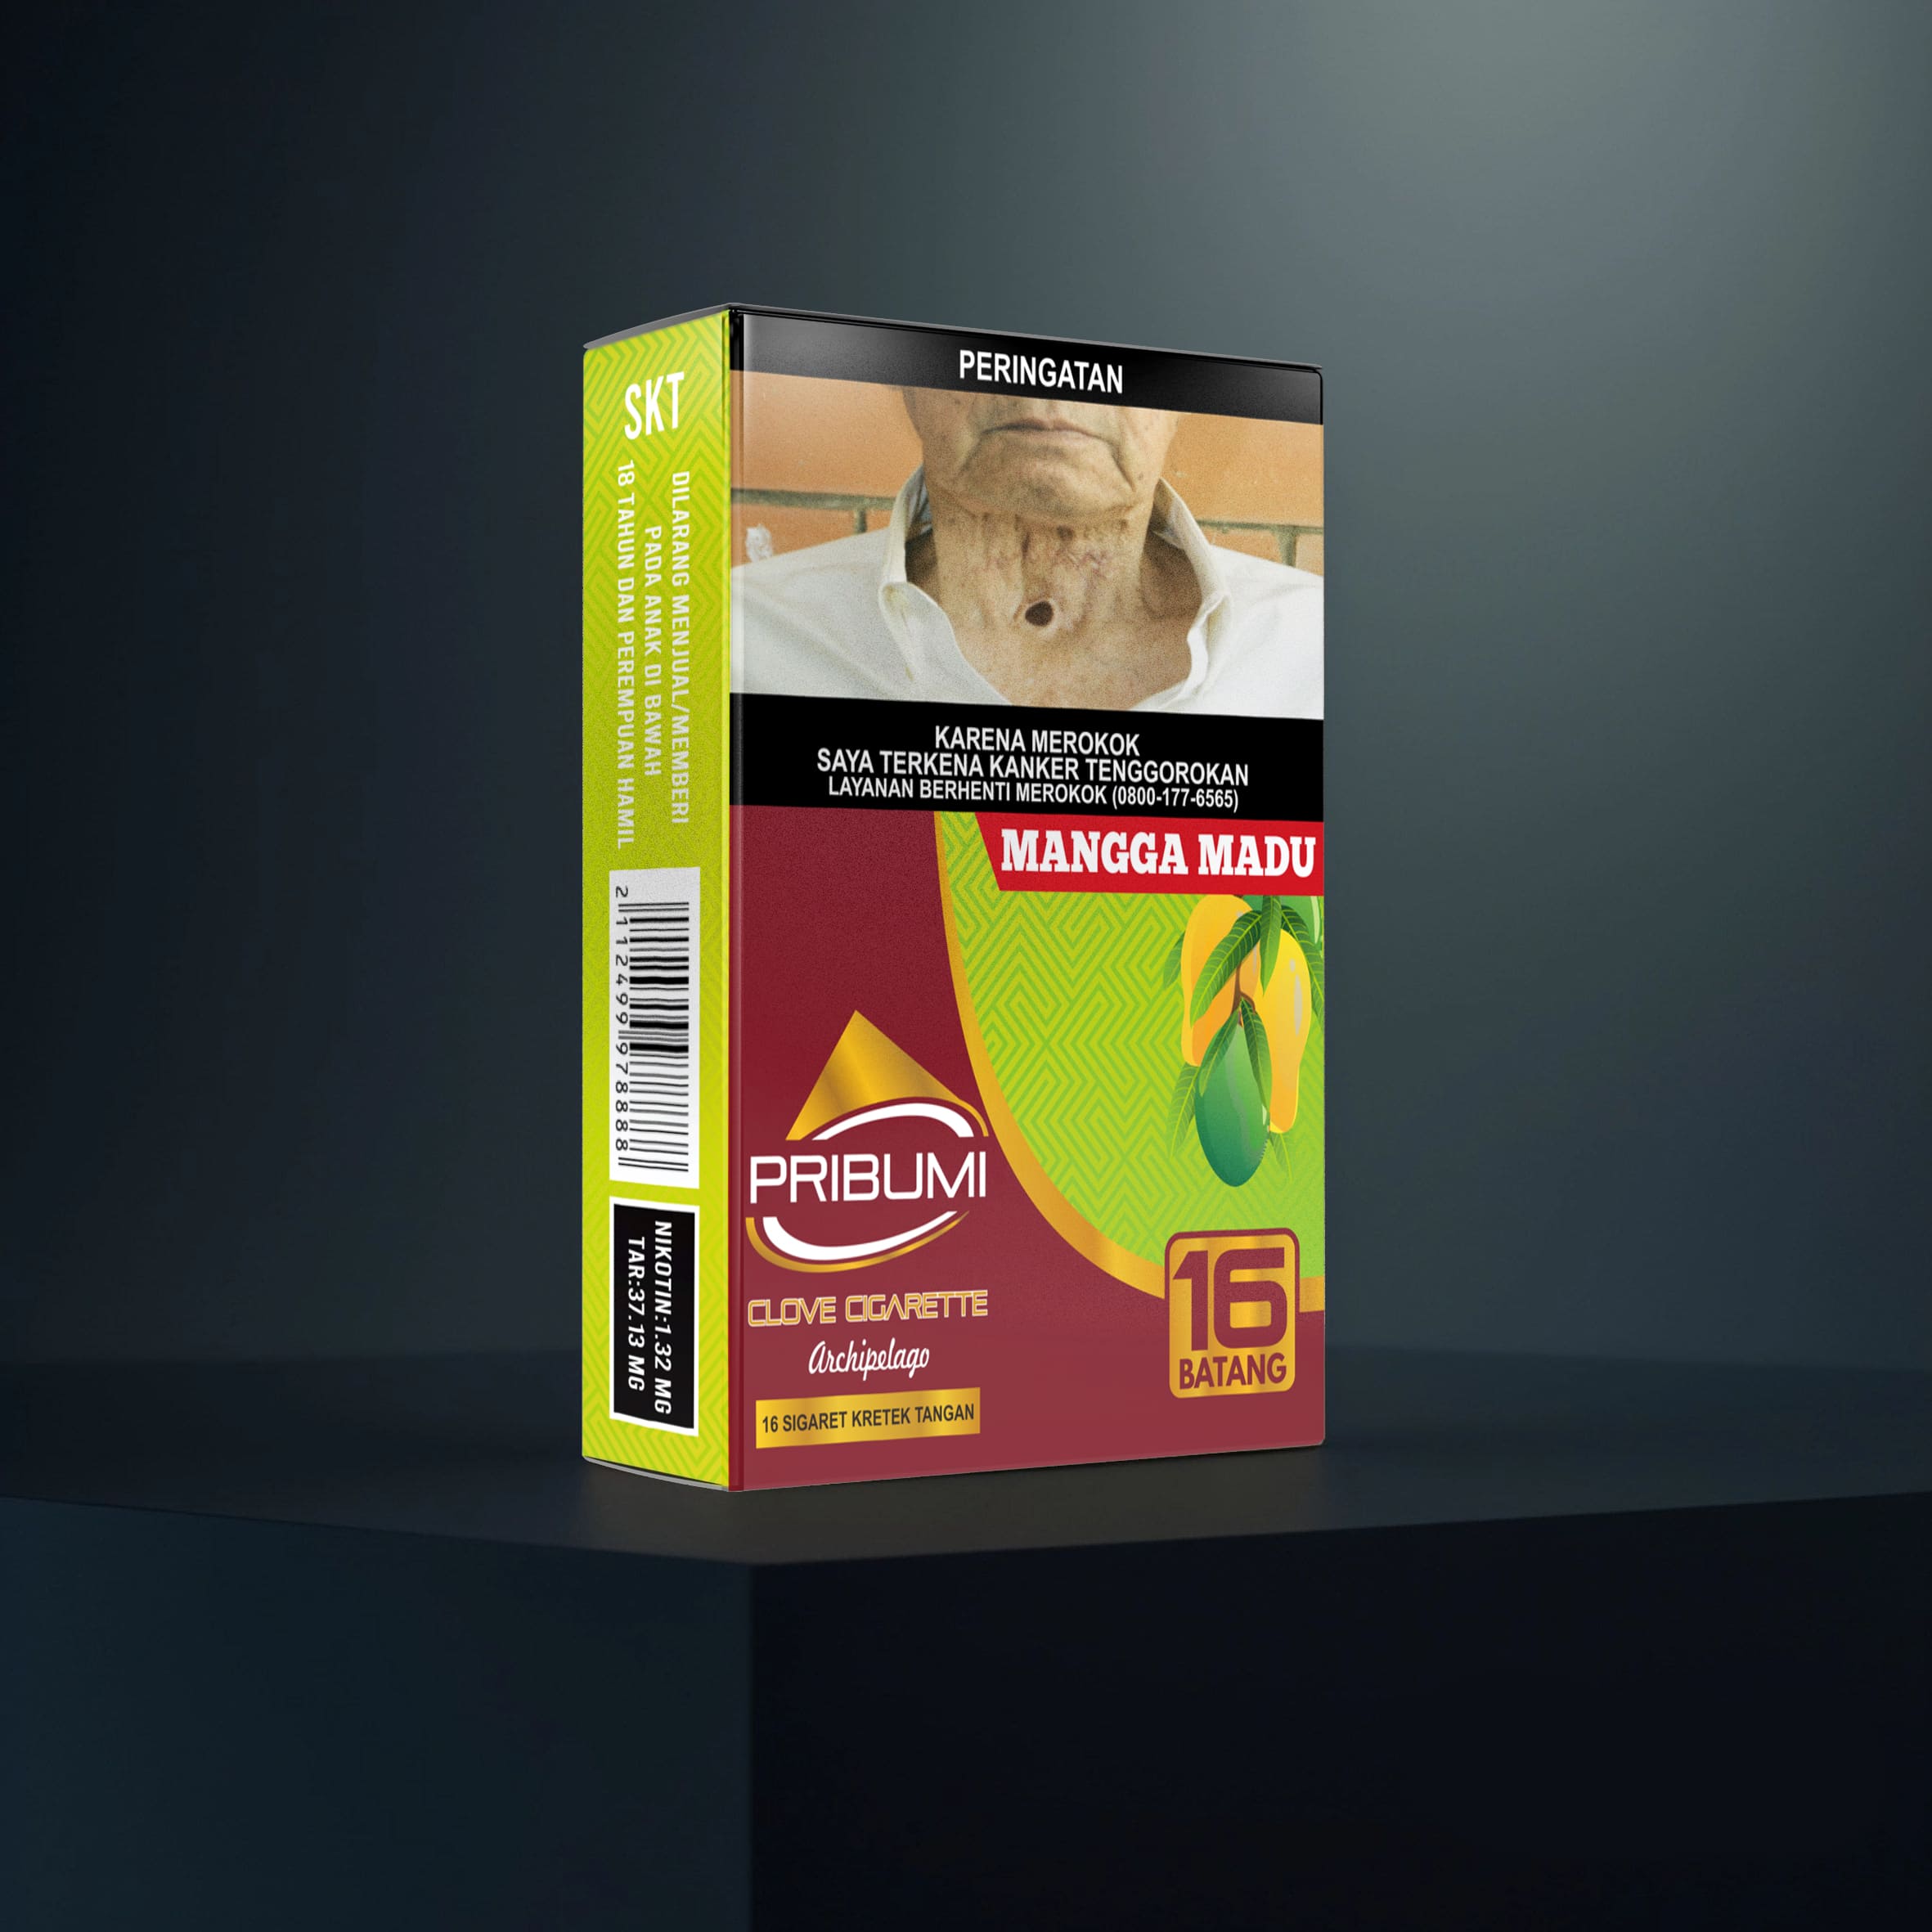 SKT
DILARANG MENJUAL/MEMBERI
PADA ANAK DI BAWAH
18 TAHUN DAN PEREMPUAN HAMIL
2 112499 978888
NIKOTIN:1.32 MG
TAR:37.13 MG
PERINGATAN
KARENA MEROKOK
SAYA TERKENA KANKER TENGGOROKAN
LAYANAN BERHENTI MEROKOK (0800-177-6565)
MANGGA MADU
PRIBUMI
CLOVE CIGARETTE
Archipelago
16 SIGARET KRETEK TANGAN
16
BATANG